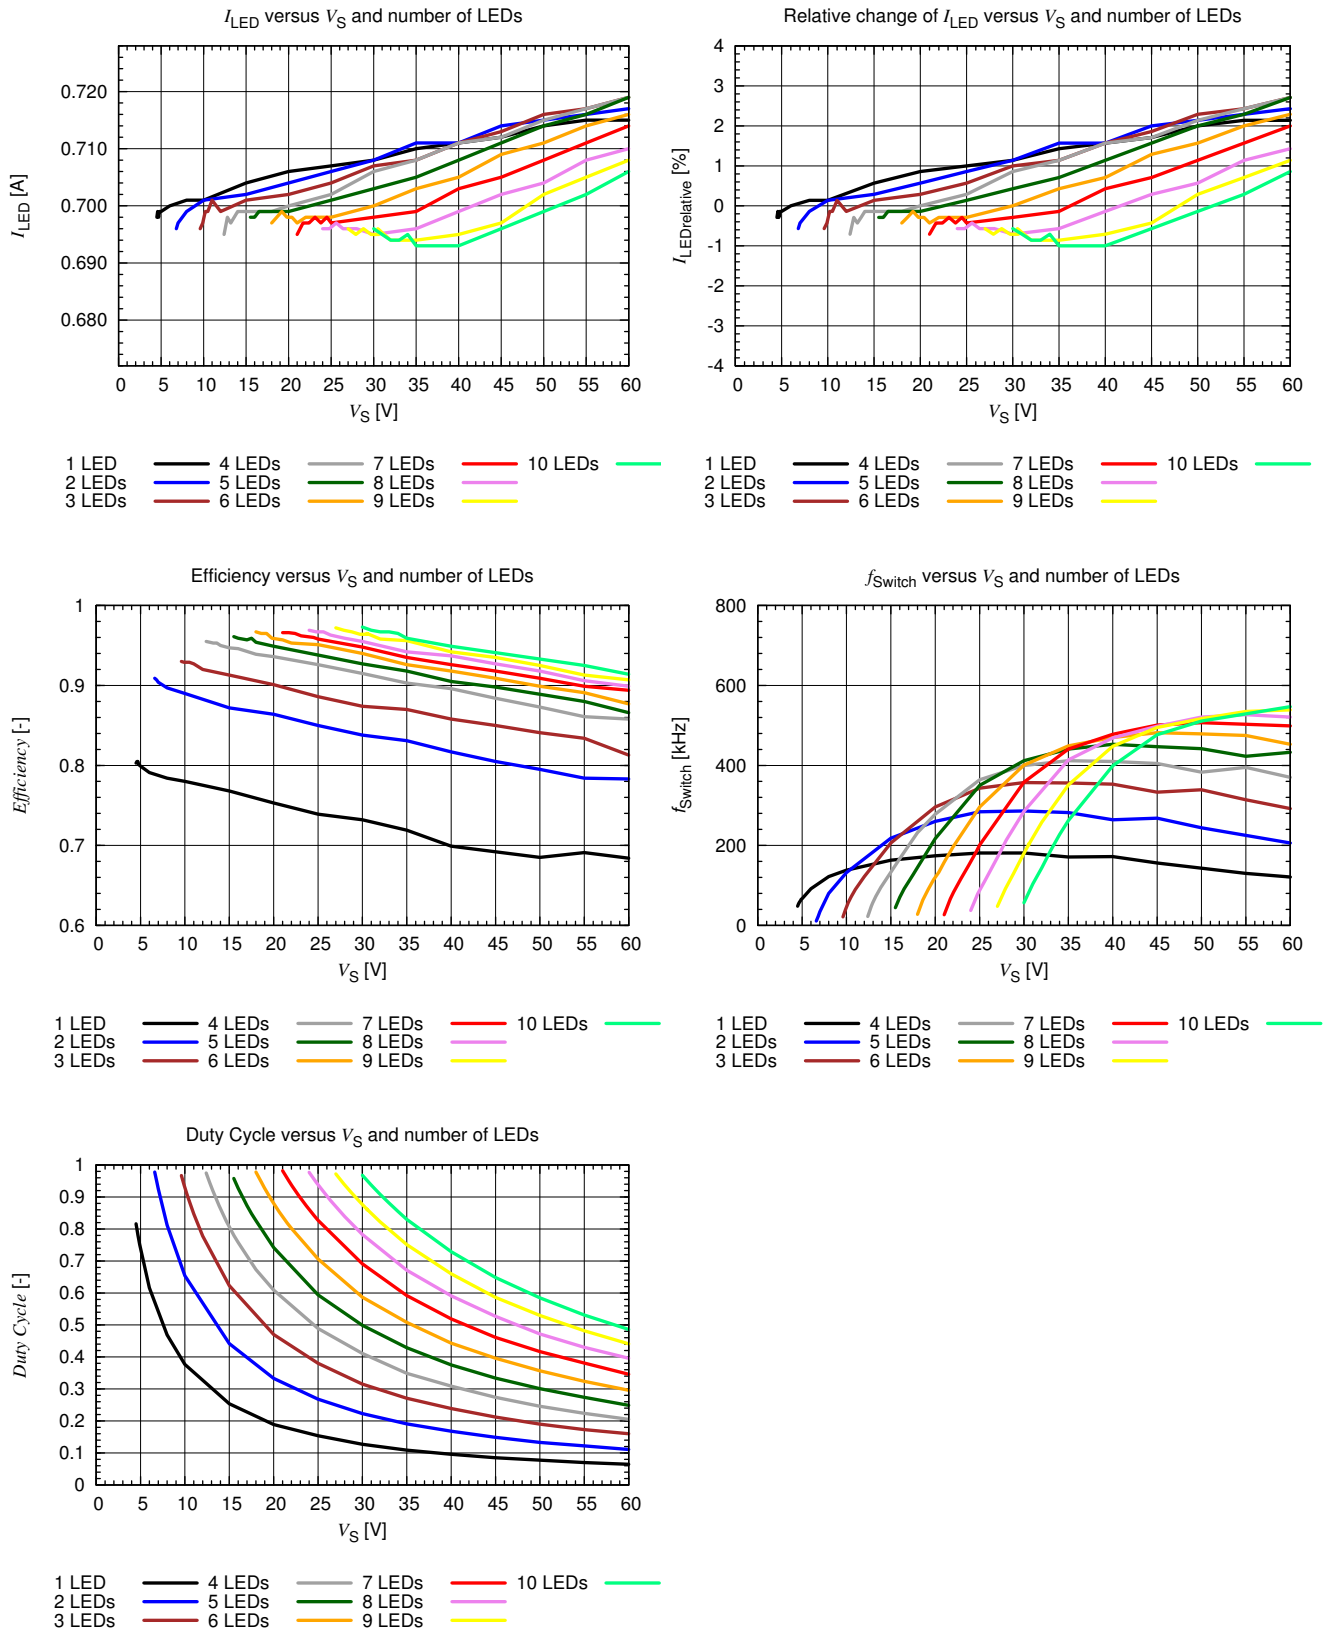 I_LED versus V_S and number of LEDs
0.720
0.710
0.700
0.690
0.680
I_LED [A]
0 5 10 15 20 25 30 35 40 45 50 55 60
V_S [V]
1 LED 4 LEDs 7 LEDs 10 LEDs
2 LEDs 5 LEDs 8 LEDs
3 LEDs 6 LEDs 9 LEDs
Relative change of I_LED versus V_S and number of LEDs
4
3
2
1
0
-1
-2
-3
-4
I_LEDrelative [%]
0 5 10 15 20 25 30 35 40 45 50 55 60
V_S [V]
1 LED 4 LEDs 7 LEDs 10 LEDs
2 LEDs 5 LEDs 8 LEDs
3 LEDs 6 LEDs 9 LEDs
Efficiency versus V_S and number of LEDs
1
0.9
0.8
0.7
0.6
Efficiency [-]
0 5 10 15 20 25 30 35 40 45 50 55 60
V_S [V]
1 LED 4 LEDs 7 LEDs 10 LEDs
2 LEDs 5 LEDs 8 LEDs
3 LEDs 6 LEDs 9 LEDs
f_Switch versus V_S and number of LEDs
800
600
400
200
0
f_Switch [kHz]
0 5 10 15 20 25 30 35 40 45 50 55 60
V_S [V]
1 LED 4 LEDs 7 LEDs 10 LEDs
2 LEDs 5 LEDs 8 LEDs
3 LEDs 6 LEDs 9 LEDs
Duty Cycle versus V_S and number of LEDs
1
0.9
0.8
0.7
0.6
0.5
0.4
0.3
0.2
0.1
0
Duty Cycle [-]
0 5 10 15 20 25 30 35 40 45 50 55 60
V_S [V]
1 LED 4 LEDs 7 LEDs 10 LEDs
2 LEDs 5 LEDs 8 LEDs
3 LEDs 6 LEDs 9 LEDs